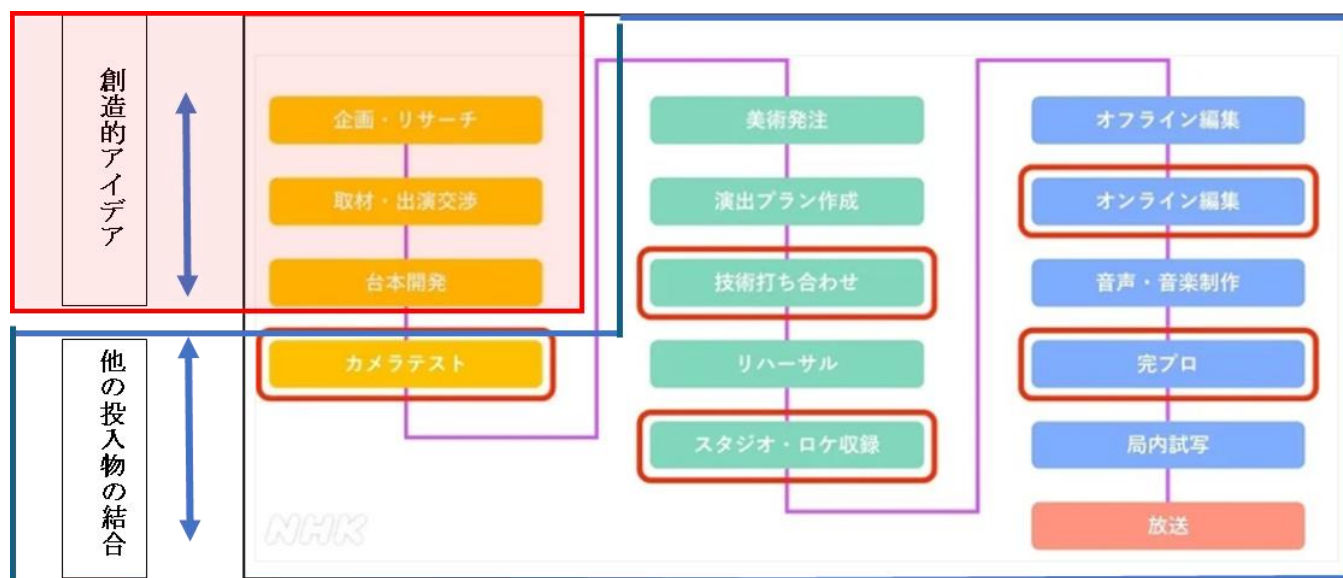 創造的アイデア
他の投入物の結合
企画・リサーチ
取材・出演交渉
台本開発
カメラテスト
美術発注
演出プラン作成
技術打ち合わせ
リハーサル
スタジオ・ロケ収録
オフライン編集
オンライン編集
音声・音楽制作
完プロ
局内試写
放送
NHK